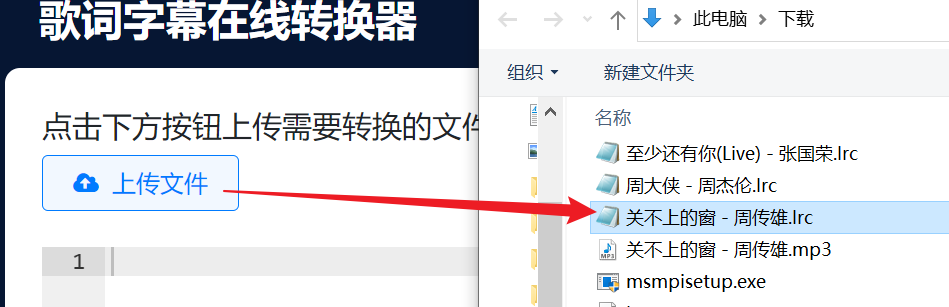 歌词字幕在线转换器
点击下方按钮上传需要转换的文件
上传文件
1
此电脑 > 下载
组织
新建文件夹
名称
至少还有你(Live) - 张国荣.lrc
周大侠 - 周杰伦.lrc
关不上的窗 - 周传雄.lrc
关不上的窗 - 周传雄.mp3
MP3
msmpisetup.exe